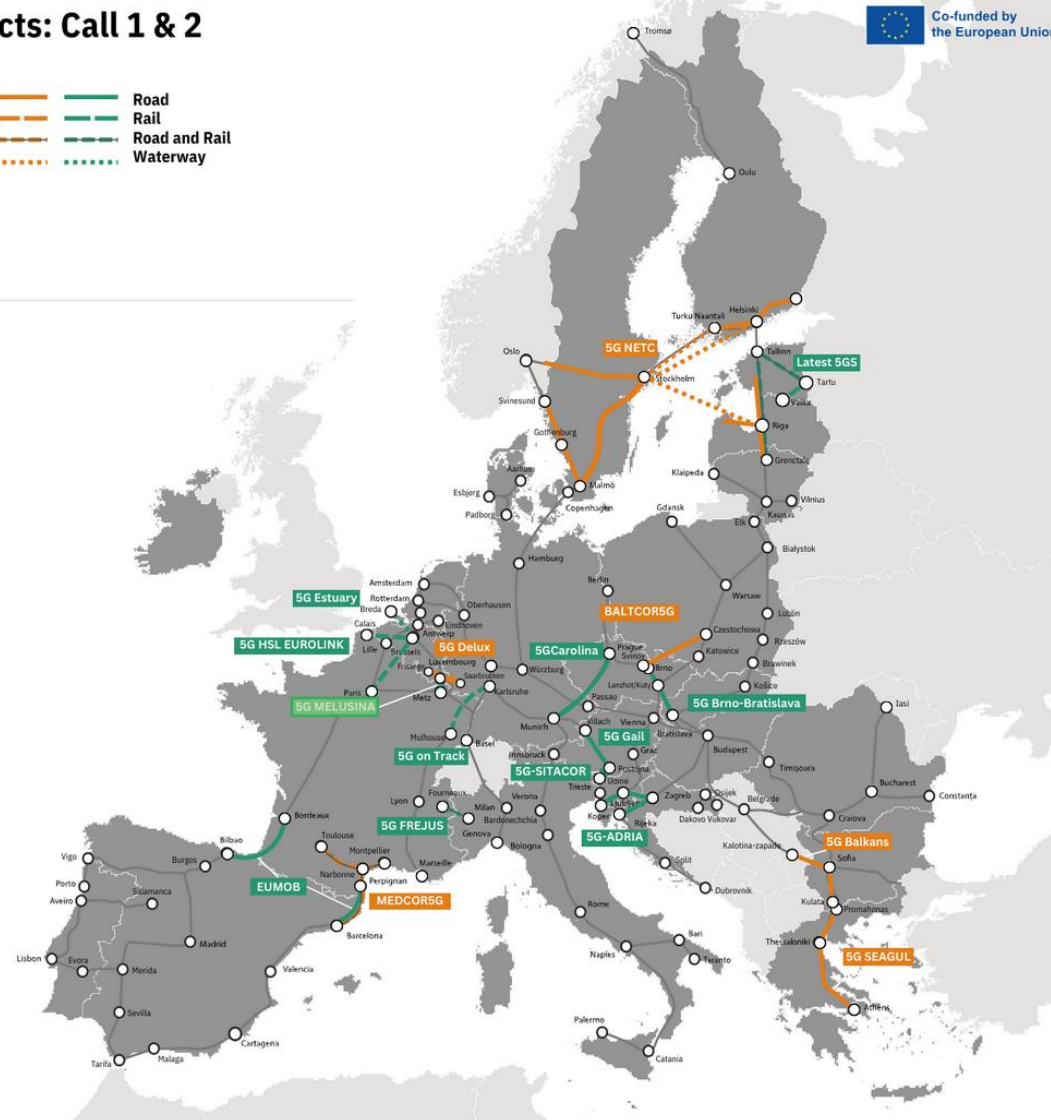 cts: Call 1 & 2
Co-funded by
the European Union
Road
Rail
Road and Rail
Waterway
Tromsø
Oulu
Helsinki
Turku Naantali
5G NETC
Oslo
Stockholm
Tallinn
Latest 5GS
Tartu
Svinesund
Valka
Riga
Gothenburg
Grenctale
Aarhus
Klaipeda
Malmö
Esbjerg
Copenhagen
Vilnius
Padborg
Gdansk
Kaunas
Elk
Białystok
Hamburg
Berlin
Amsterdam
Warsaw
5G Estuary
Rotterdam
Oberhausen
BALTCOR5G
Breda
Lublin
Calais
Eindhoven
Antwerp
Czestochowa
5G HSL EUROLINK
Lille
Brussels
5G Delux
5GCarolina
Prague
Svinov
Rzeszów
Katowice
Luxembourg
Brno
Brawinek
Saarbrücken
Würzburg
Karlsruhe
Lanzhot/Kuty
Košice
Paris
Metz
Passau
5G MELUSINA
5G Brno-Bratislava
Iasi
Munich
Villach
Vienna
Bratislava
Mulhouse
Basel
5G Gail
5G on Track
Innsbruck
Graz
Budapest
5G-SITACOR
Postojna
Timișoara
Udine
Trieste
Fourneaux
Lyon
Milan
Verona
Zagreb
Osijek
Belgrade
Bucharest
Constanța
Bardonechchia
Koper
Rijeka
Dakovo
Vukovar
Bordeaux
5G FREJUS
Genova
5G-ADRIA
Craiova
Toulouse
Bologna
Kalotina-zapade
5G Balkans
Bilbao
Montpellier
Sofia
Vigo
Burgos
Narbonne
Marseille
Split
Porto
EUMOB
Perpignan
Salamanca
Dubrovnik
Aveiro
MEDCOR5G
Kulata
Promahonas
Rome
Barcelona
Madrid
Bari
Thessaloniki
Lisbon
Evora
Naples
5G SEAGUL
Taranto
Merida
Valencia
Athens
Sevilla
Palermo
Cartagena
Catania
Malaga
Tarifa